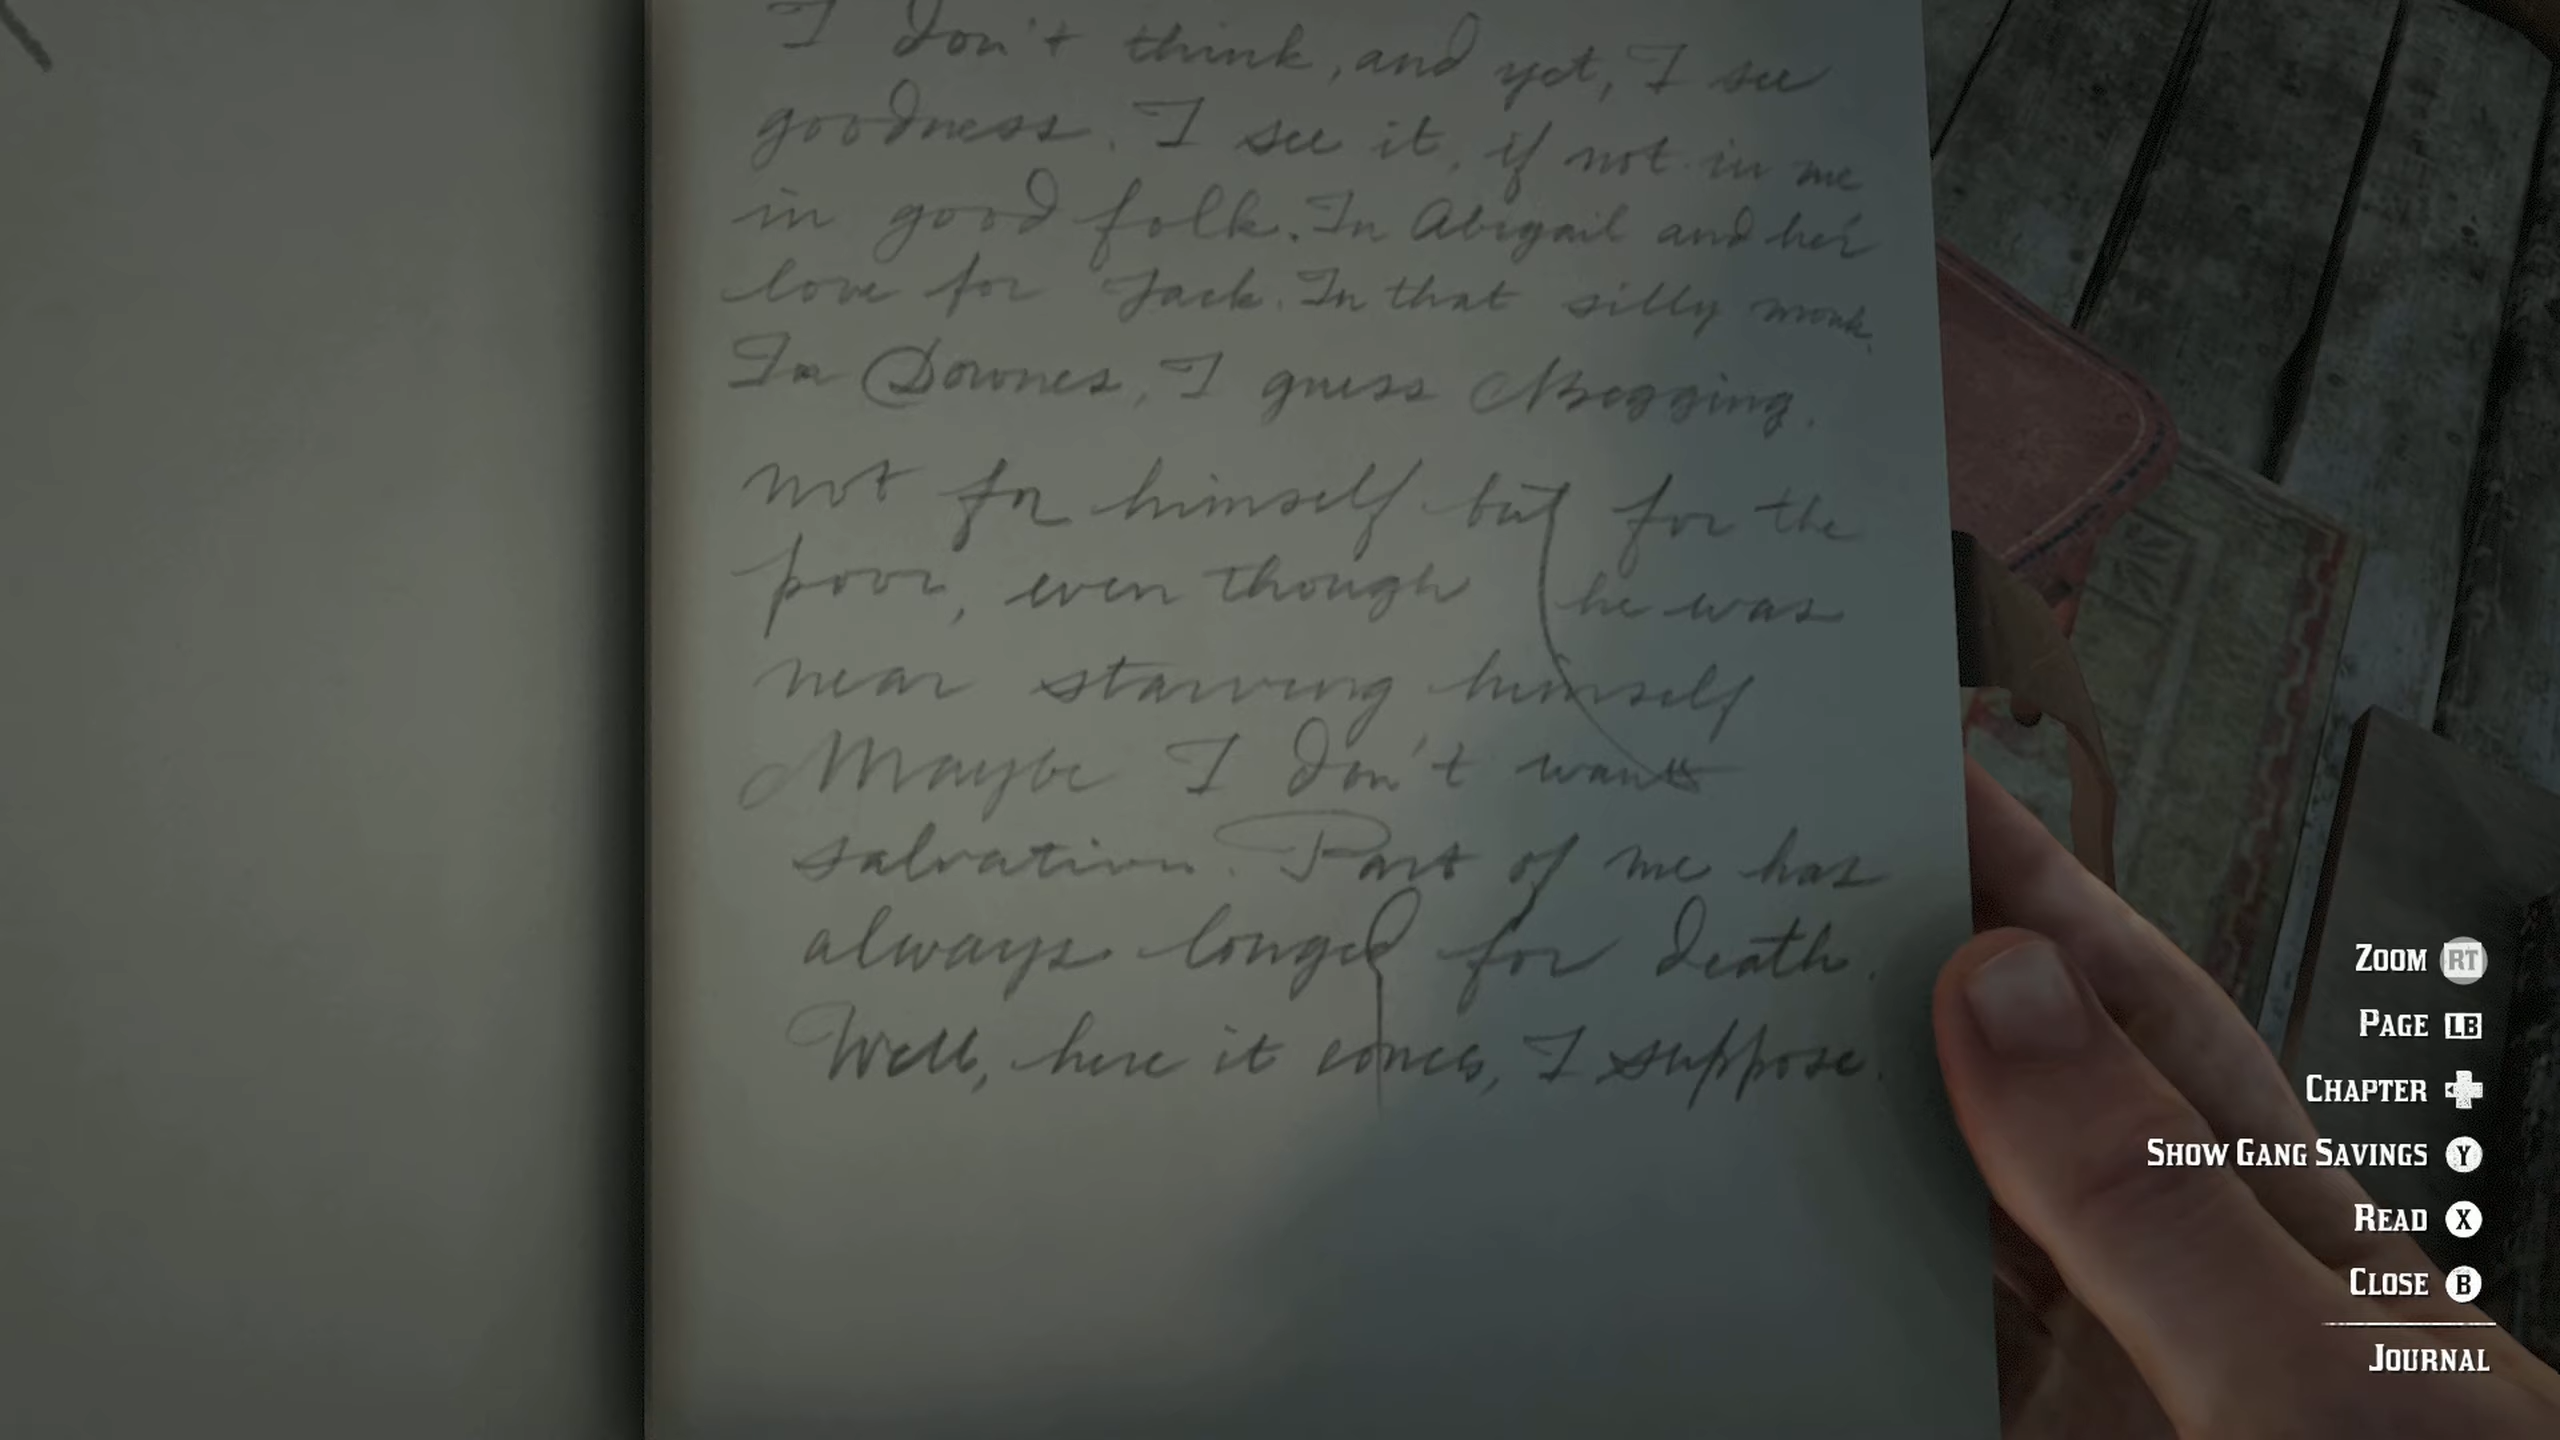 I don't think, and yet, I see
goodness. I see it, if not in me
in good folk. In Abigail and her
love for Jack. In that silly monk.
In Downes, I guess Begging.
not for himself but for the
poor, even though he was
near starving himself
Maybe I don't want
salvation. Part of me has
always longed for death.
Well, here it comes, I suppose.
ZOOM RT
PAGE LB
CHAPTER
SHOW GANG SAVINGS Y
READ X
CLOSE B
JOURNAL